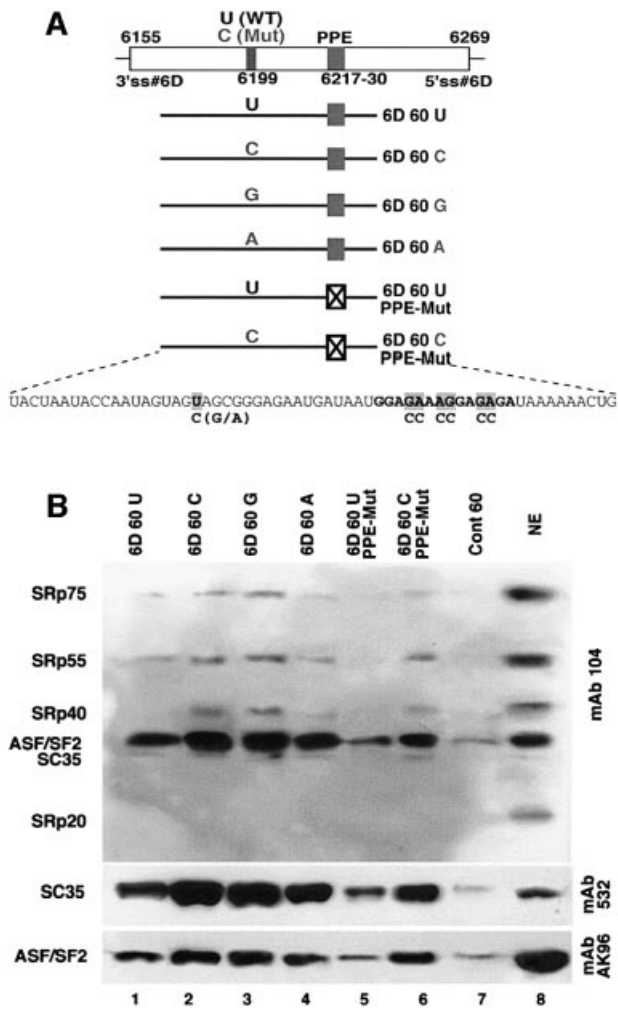 A
U (WT)
C (Mut)
PPE
6155
6269
3'ss#6D
6199
6217-30
5'ss#6D
U
6D 60 U
C
6D 60 C
G
6D 60 G
A
6D 60 A
U
6D 60 U
PPE-Mut
C
6D 60 C
PPE-Mut
UACUAAUACCAAUAGUAGUAGCGGGAGAAUGAUAAUGGAGAAAGGAGAGAUAAAAAACUG
C (G/A)
CC
CC
CC
B
6D 60 U
6D 60 C
6D 60 G
6D 60 A
6D 60 U
PPE-Mut
6D 60 C
PPE-Mut
Cont 60
NE
SRp75
SRp55
SRp40
ASF/SF2
SC35
SRp20
mAb 104
SC35
mAb
532
ASF/SF2
mAb
AK96
1 2 3 4 5 6 7 8